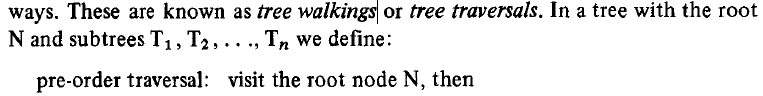 ways. These are known as tree walkings or tree traversals. In a tree with the root
N and subtrees T₁, T₂, . . ., Tₙ we define:
pre-order traversal: visit the root node N, then